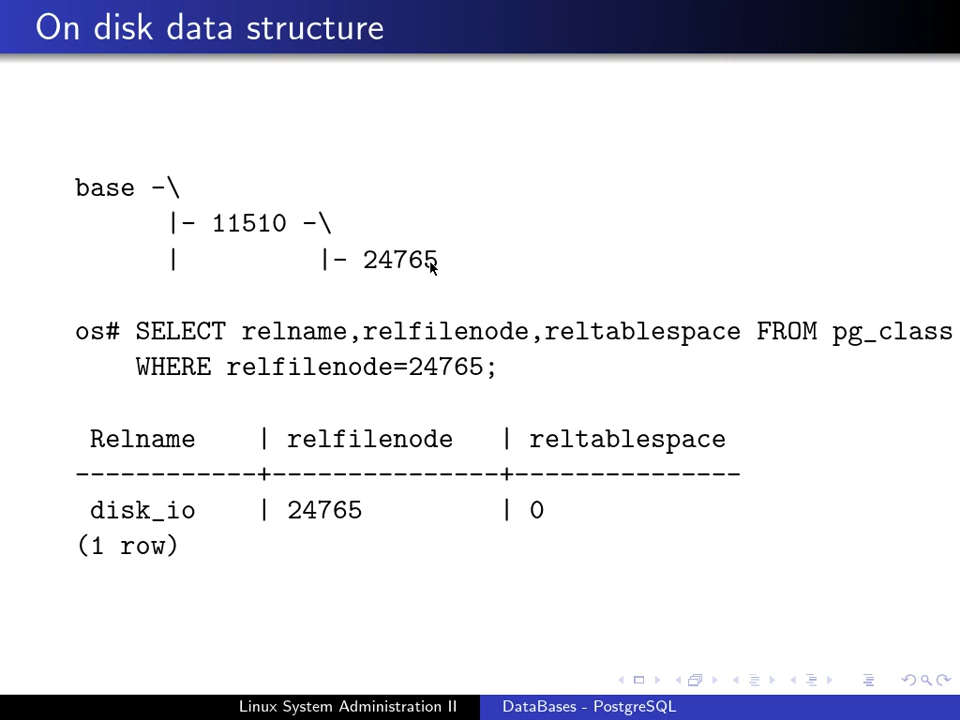 On disk data structure
base -\
|- 11510 -\
| |- 24765
os# SELECT relname,relfilenode,reltablespace FROM pg_class
WHERE relfilenode=24765;
Relname | relfilenode | reltablespace
------------+---------------+---------------
disk_io | 24765 | 0
(1 row)
Linux System Administration II DataBases - PostgreSQL